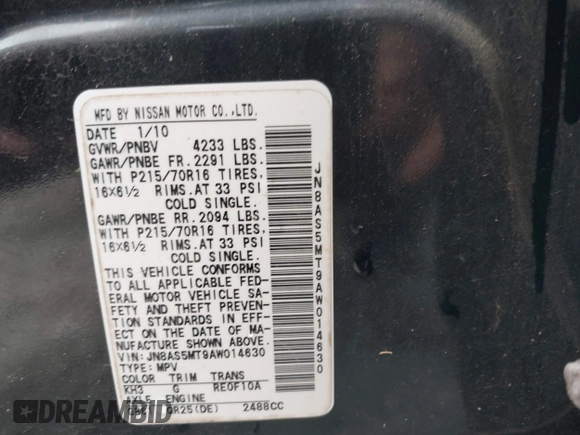 MFD BY NISSAN MOTOR CO.,LTD.
DATE 1/10
GVWR/PNBV 4233 LBS.
GAWR/PNBE FR. 2291 LBS.
WITH P215/70R16 TIRES,
16X6½ RIMS.AT 33 PSI
COLD SINGLE.
GAWR/PNBE RR. 2094 LBS.
WITH P215/70R16 TIRES,
16X6½ RIMS.AT 33 PSI
COLD SINGLE.
THIS VEHICLE CONFORMS
TO ALL APPLICABLE FED-
ERAL MOTOR VEHICLE SA-
FETY AND THEFT PREVEN-
TION STANDARDS IN EFF-
ECT ON THE DATE OF MA-
NUFACTURE SHOWN ABOVE.
VIN: JN8AS5MT9AW014630
TYPE: MPV
COLOR TRIM TRANS
KH3 G RE0F10A
AXLE ENGINE
QR25(DE) 2488CC
JN8AS5MT9AW014630
DREAMBID.COM